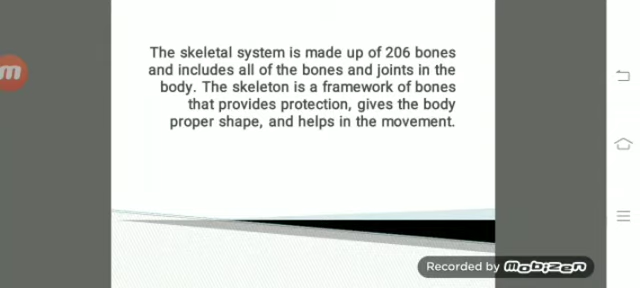 The skeletal system is made up of 206 bones
and includes all of the bones and joints in the
body. The skeleton is a framework of bones
that provides protection, gives the body
proper shape, and helps in the movement.
m
Recorded by Mobizen